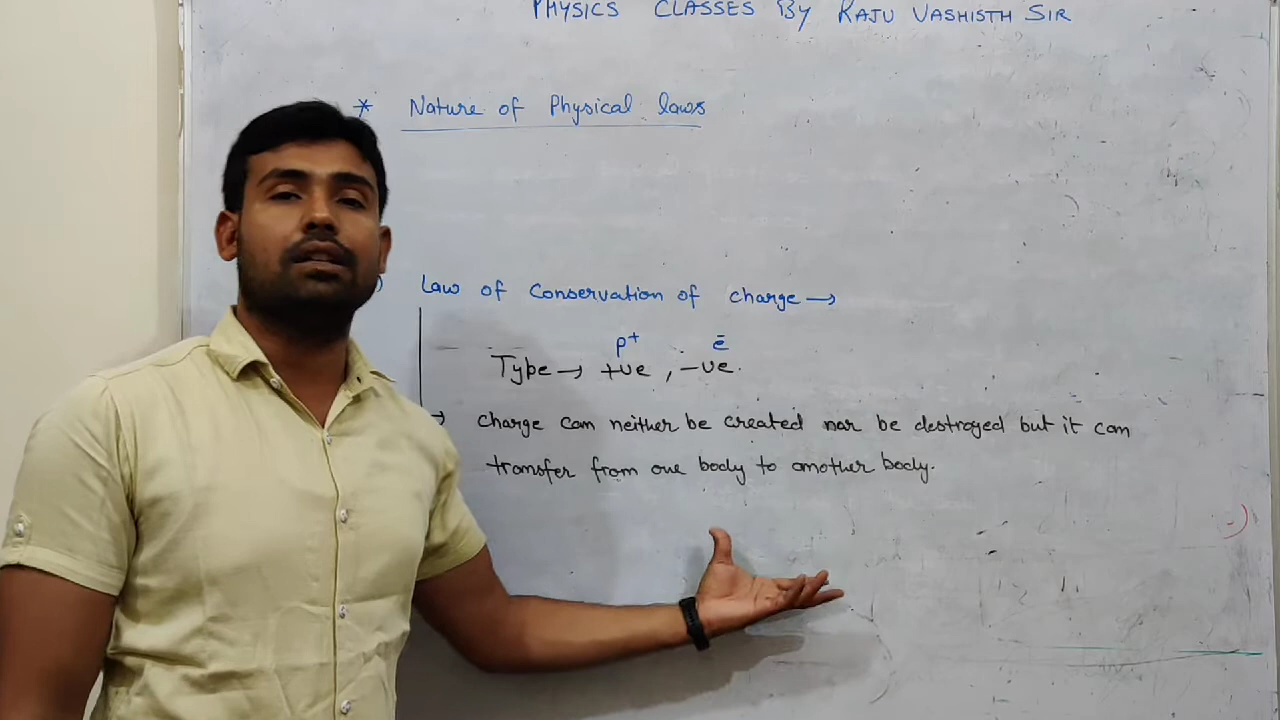 PHYSICS CLASSES By RAJU VASHISTH SIR
* Nature of Physical laws
) Law of Conservation of charge →
p+ ē
Type → +ve , -ve.
→ charge can neither be created nar be destroyed but it can
transfer from one body to another body.